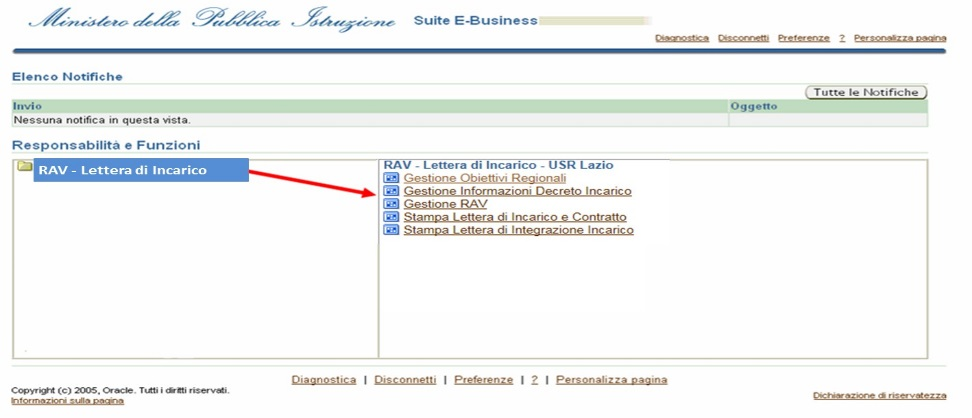 Ministero della Pubblica Istruzione Suite E-Business
Diagnostica Disconnetti Preferenze ? Personalizza pagina
Elenco Notifiche
Tutte le Notifiche
Invio Oggetto
Nessuna notifica in questa vista.
Responsabilità e Funzioni
RAV - Lettera di Incarico
RAV - Lettera di Incarico - USR Lazio
Gestione Obiettivi Regionali
Gestione Informazioni Decreto Incarico
Gestione RAV
Stampa Lettera di Incarico e Contratto
Stampa Lettera di Integrazione Incarico
Diagnostica | Disconnetti | Preferenze | ? | Personalizza pagina
Copyright (c) 2005, Oracle. Tutti i diritti riservati.
Informazioni sulla pagina Dichiarazione di riservatezza